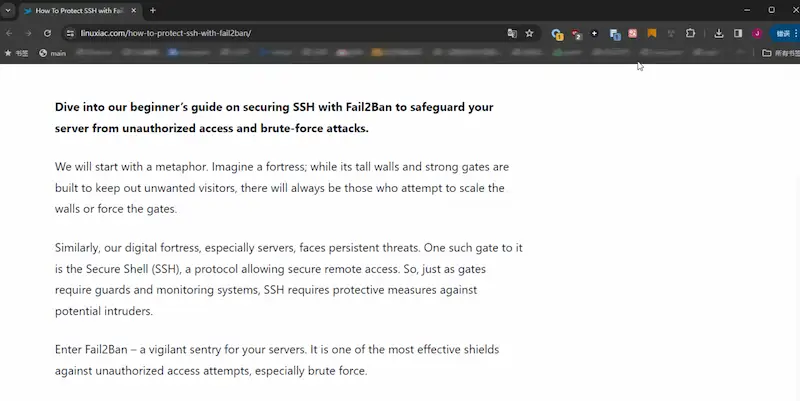 How To Protect SSH with Fail
linuxiac.com/how-to-protect-ssh-with-fail2ban/
1
2
1
J
错误
书签
main
所有书签
Dive into our beginner's guide on securing SSH with Fail2Ban to safeguard your
server from unauthorized access and brute-force attacks.
We will start with a metaphor. Imagine a fortress; while its tall walls and strong gates are
built to keep out unwanted visitors, there will always be those who attempt to scale the
walls or force the gates.
Similarly, our digital fortress, especially servers, faces persistent threats. One such gate to it
is the Secure Shell (SSH), a protocol allowing secure remote access. So, just as gates
require guards and monitoring systems, SSH requires protective measures against
potential intruders.
Enter Fail2Ban – a vigilant sentry for your servers. It is one of the most effective shields
against unauthorized access attempts, especially brute force.